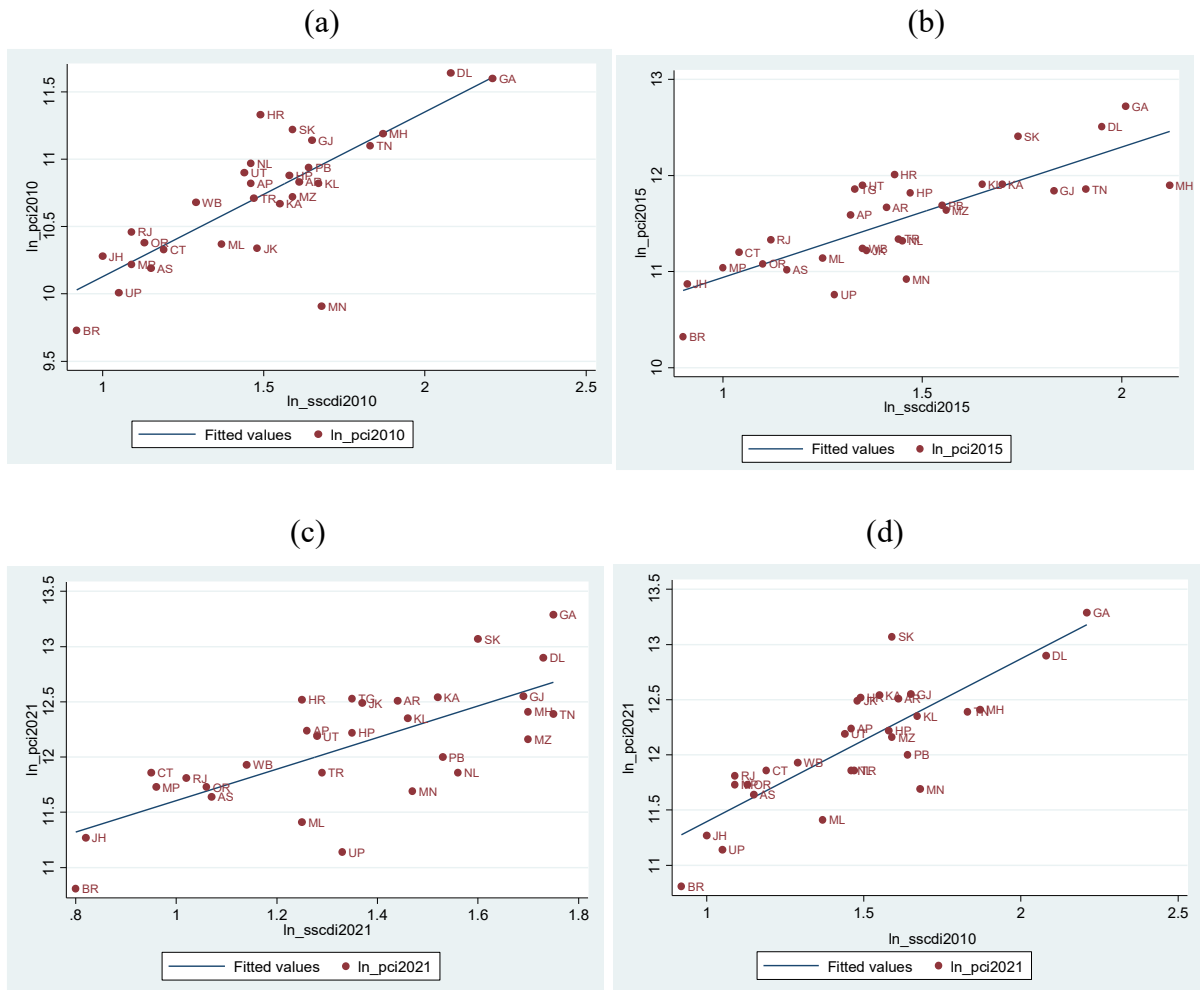 (a)
ln_pci2010
11.5
11
10.5
10
9.5
DL
GA
HR
SK
GJ
MH
TN
NL
UT
AP
PB
HP
AR
KL
TR
MZ
KA
WB
RJ
OR
CT
ML
JK
JH
MP
AS
UP
MN
BR
1
1.5
2
2.5
ln_sscdi2010
Fitted values
ln_pci2010
(b)
ln_pci2015
13
12
11
10
GA
DL
SK
HR
UT
TG
HP
KL
KA
GJ
TN
MH
AR
PB
MZ
AP
RJ
TR
NL
CT
WB
JK
ML
MP
OR
AS
JH
MN
UP
BR
1
1.5
2
ln_sscdi2015
Fitted values
ln_pci2015
(c)
ln_pci2021
13.5
13
12.5
12
11.5
11
GA
SK
DL
HR
TG
JK
AR
KA
GJ
MH
TN
KL
AP
UT
HP
MZ
PB
WB
CT
RJ
TR
NL
MP
OR
AS
MN
ML
JH
UP
BR
.8
1
1.2
1.4
1.6
1.8
ln_sscdi2021
Fitted values
ln_pci2021
(d)
ln_pci2021
13.5
13
12.5
12
11.5
11
GA
SK
DL
HR
KA
GJ
JK
AR
KL
TN
MH
AP
UT
HP
MZ
PB
WB
RJ
CT
NL
TR
MP
OR
AS
MN
ML
JH
UP
BR
1
1.5
2
2.5
ln_sscdi2010
Fitted values
ln_pci2021